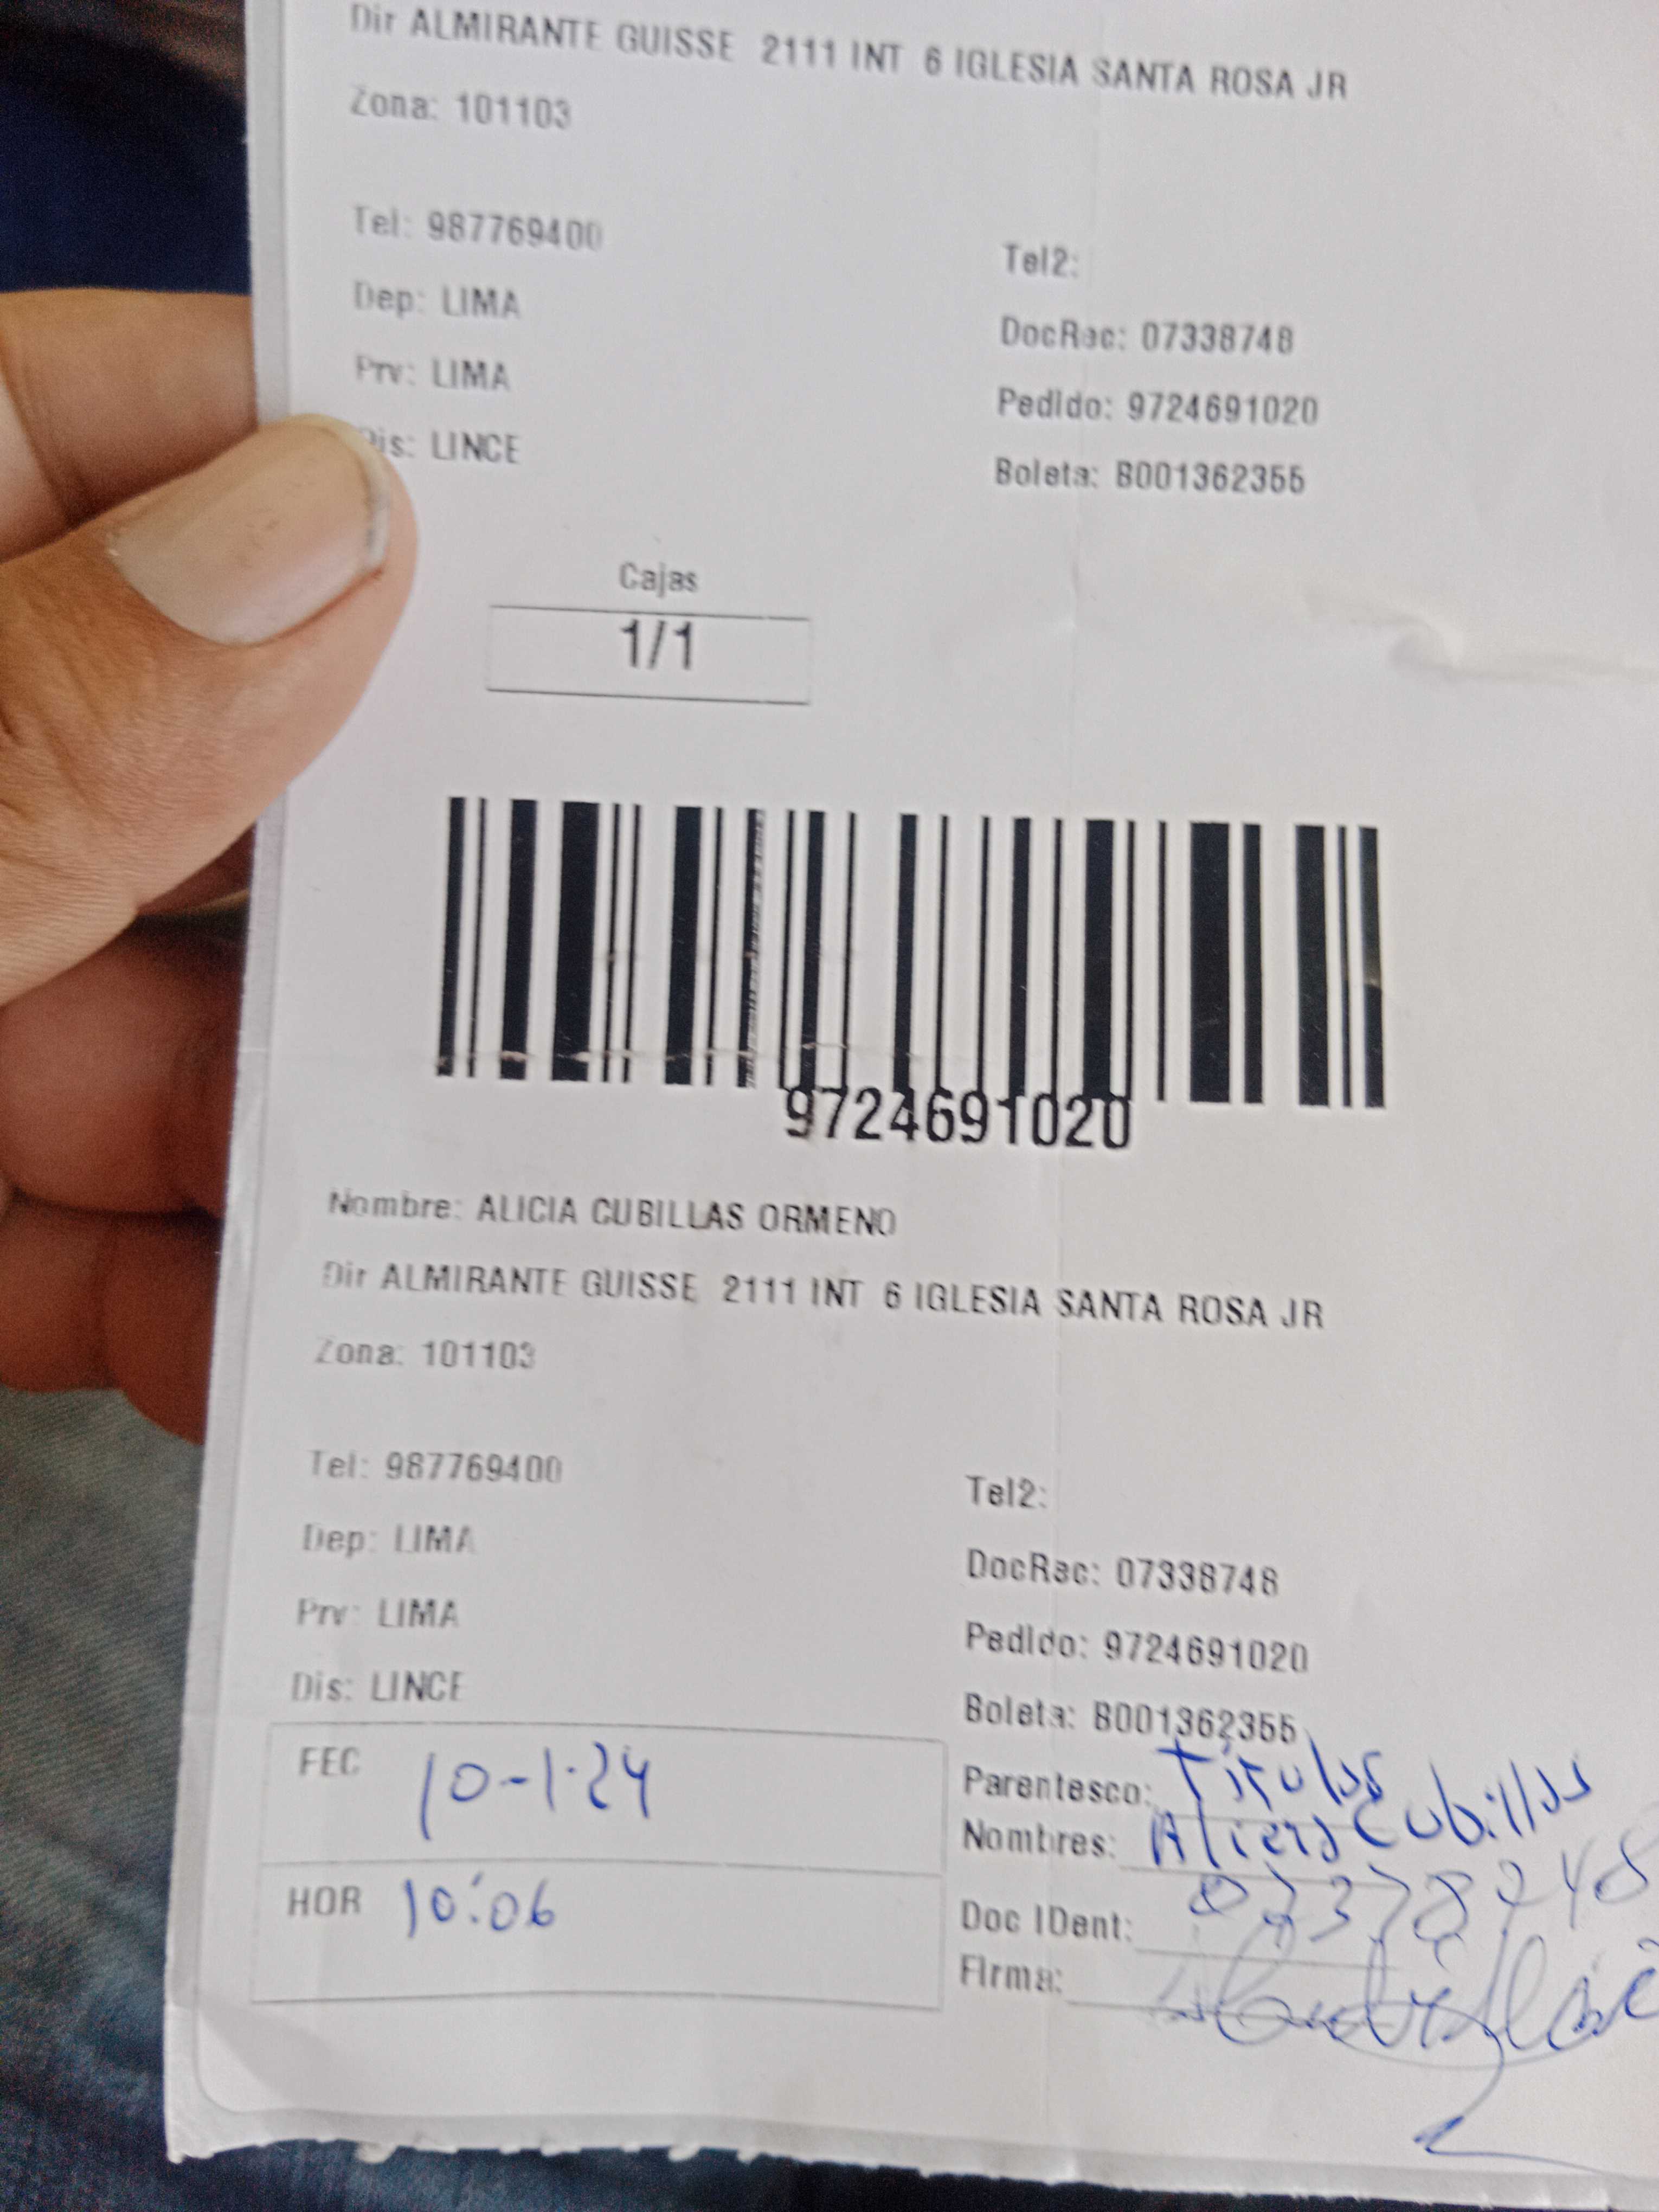 Dir ALMIRANTE GUISSE 2111 INT 6 IGLESIA SANTA ROSA JR
Zona: 101103
Tel: 987769400
Tel2:
Dep: LIMA
DocRec: 07338748
Prv: LIMA
Pedido: 9724691020
Dis: LINCE
Boleta: B001362355
Cajas
1/1
9724691020
Nombre: ALICIA CUBILLAS ORMENO
Dir ALMIRANTE GUISSE 2111 INT 6 IGLESIA SANTA ROSA JR
Zona: 101103
Tel: 987769400
Tel2:
Dep: LIMA
DocRec: 07338748
Prv: LIMA
Pedido: 9724691020
Dis: LINCE
Boleta: B001362355
FEC 10-1-24
Parentesco: Titular
Nombres: Alicia Cubillas
HOR 10:06
Doc IDent:
Firma: